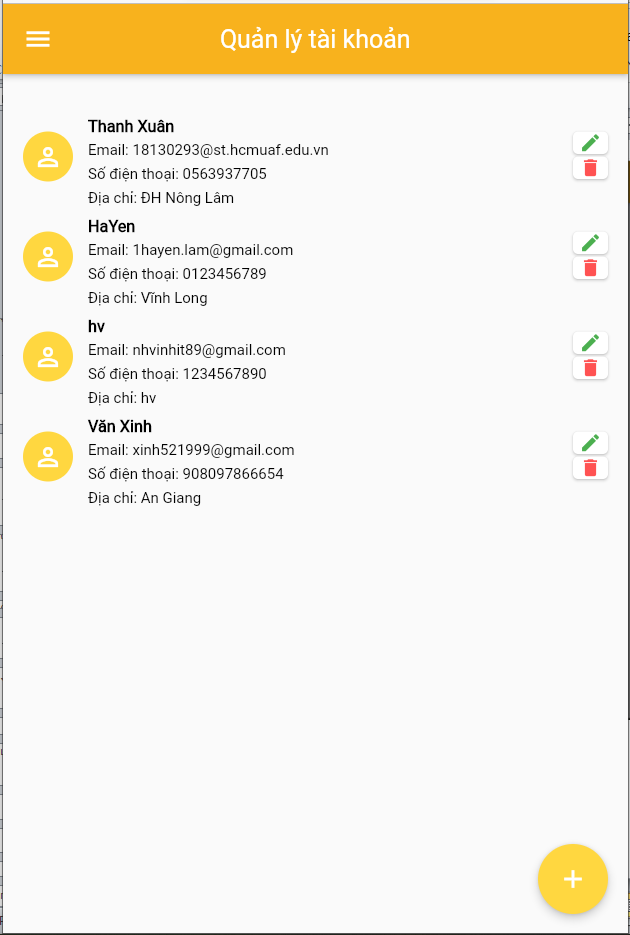 Quản lý tài khoản
Thanh Xuân
Email: 18130293@st.hcmuaf.edu.vn
Số điện thoại: 0563937705
Địa chỉ: ĐH Nông Lâm
HaYen
Email: 1hayen.lam@gmail.com
Số điện thoại: 0123456789
Địa chỉ: Vĩnh Long
hv
Email: nhvinhit89@gmail.com
Số điện thoại: 1234567890
Địa chỉ: hv
Văn Xinh
Email: xinh521999@gmail.com
Số điện thoại: 908097866654
Địa chỉ: An Giang